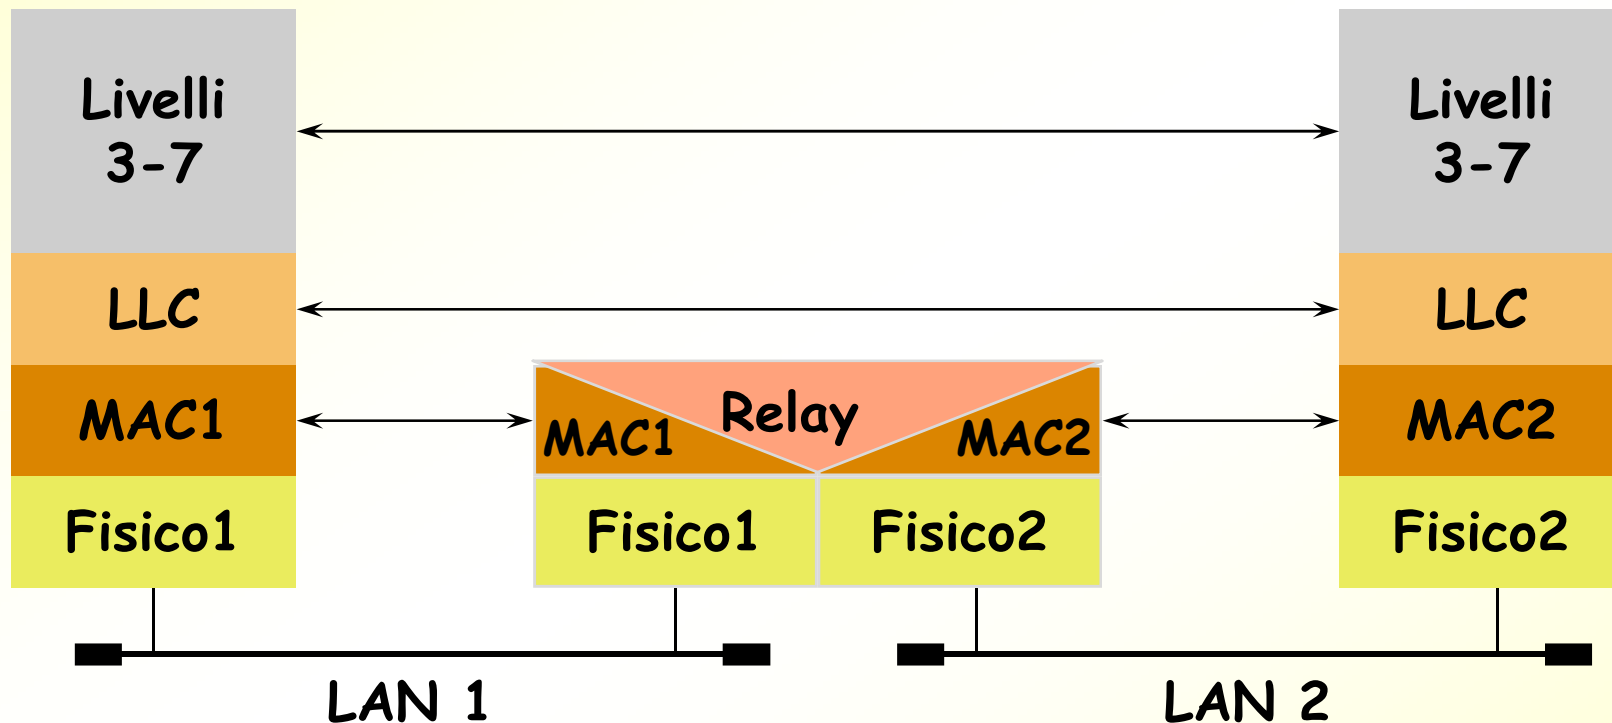 Livelli
3-7
LLC
MAC1
Fisico1
MAC1
Relay
MAC2
Fisico1
Fisico2
Livelli
3-7
LLC
MAC2
Fisico2
LAN 1
LAN 2